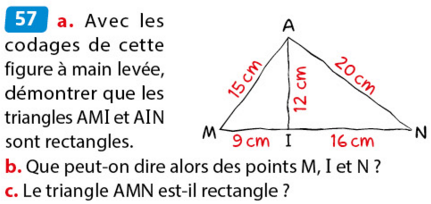 57 a. Avec les
codages de cette
figure à main levée,
démontrer que les
triangles AMI et AIN
sont rectangles.
A
15 cm
12 cm
20 cm
M
9 cm
I
16 cm
N
b. Que peut-on dire alors des points M, I et N ?
c. Le triangle AMN est-il rectangle ?